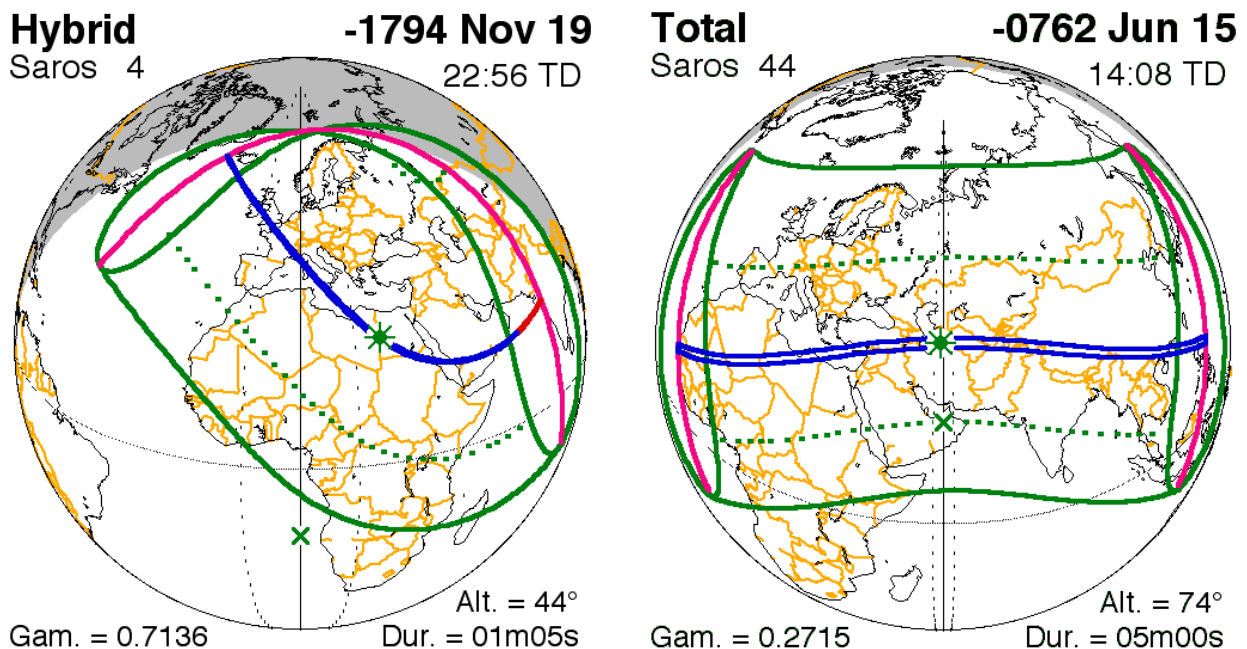 Hybrid -1794 Nov 19
Saros 4 22:56 TD
Alt. = 44°
Gam. = 0.7136 Dur. = 01m05s
Total -0762 Jun 15
Saros 44 14:08 TD
Alt. = 74°
Gam. = 0.2715 Dur. = 05m00s